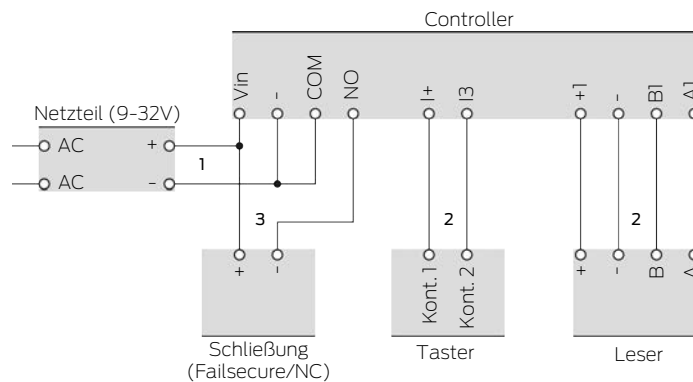 Controller
Vin
-
COM
NO
I+
I3
+1
-
B1
A1
Netzteil (9-32V)
AC
+
AC
-
1
3
2
2
+
-
Kont. 1
Kont. 2
+
-
B
A
Schließung
(Failsecure/NC)
Taster
Leser